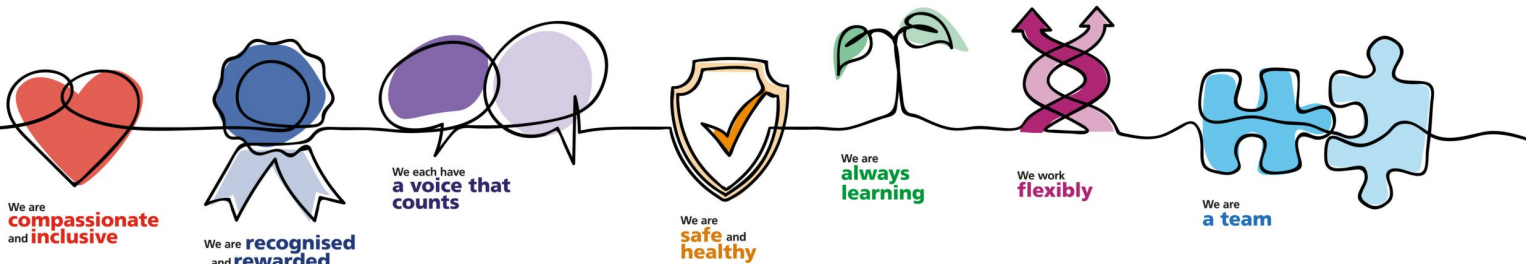 We are
compassionate
and inclusive
We are recognised
and rewarded
We each have
a voice that
counts
We are
safe and
healthy
We are
always
learning
We work
flexibly
We are
a team